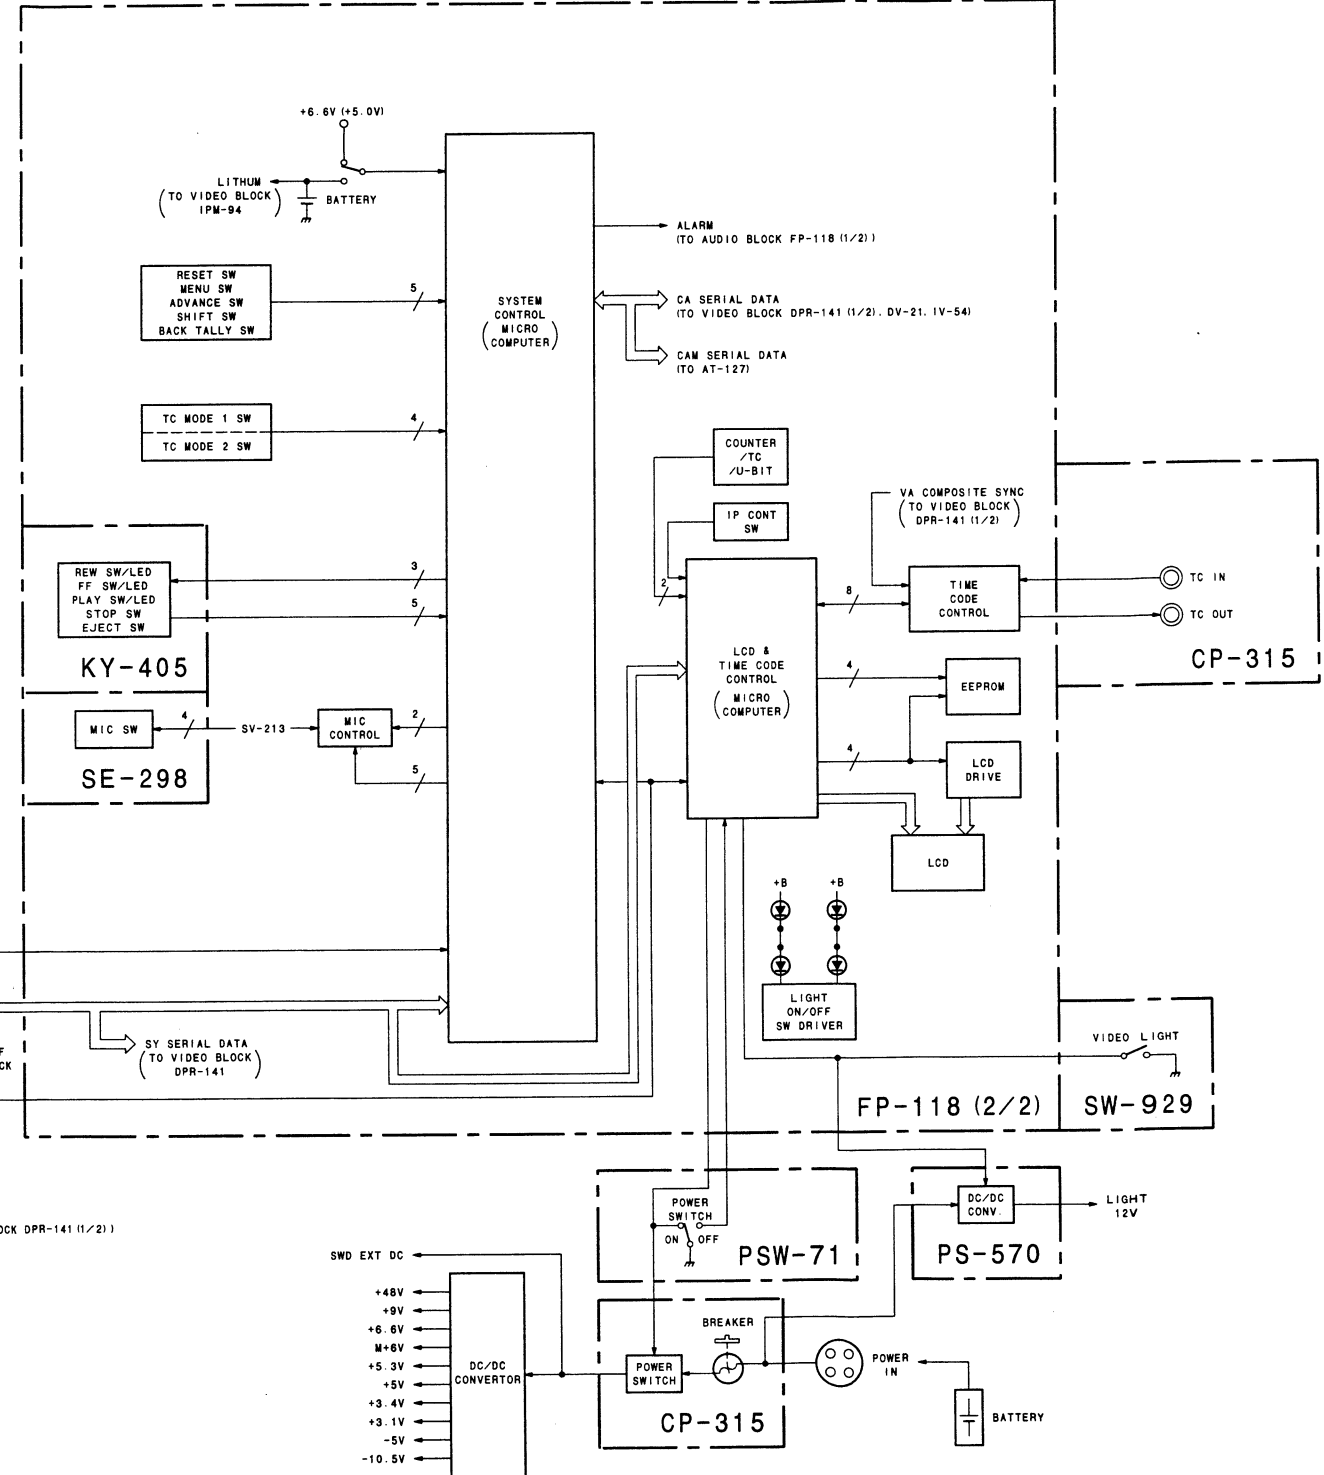 +6.6V (+5.0V)
LITHUM
(TO VIDEO BLOCK)
IPM-94
BATTERY
ALARM
(TO AUDIO BLOCK FP-118 (1/2))
RESET SW
MENU SW
ADVANCE SW
SHIFT SW
BACK TALLY SW
5
SYSTEM
CONTROL
(MICRO
COMPUTER)
CA SERIAL DATA
(TO VIDEO BLOCK DPR-141 (1/2). DV-21. IV-54)
CAM SERIAL DATA
(TO AT-127)
TC MODE 1 SW
TC MODE 2 SW
4
COUNTER
/TC
/U-BIT
IP CONT
SW
2
VA COMPOSITE SYNC
(TO VIDEO BLOCK
DPR-141 (1/2))
REW SW/LED
FF SW/LED
PLAY SW/LED
STOP SW
EJECT SW
3
5
KY-405
8
TIME
CODE
CONTROL
TC IN
TC OUT
CP-315
LCD &
TIME CODE
CONTROL
(MICRO
COMPUTER)
4
EEPROM
MIC SW
4
SV-213
MIC
CONTROL
2
5
SE-298
4
LCD
DRIVE
LCD
+B
+B
LIGHT
ON/OFF
SW DRIVER
SY SERIAL DATA
(TO VIDEO BLOCK
DPR-141)
F
CK
VIDEO LIGHT
FP-118 (2/2)
SW-929
POWER
SWITCH
ON OFF
PSW-71
DC/DC
CONV.
LIGHT
12V
PS-570
OCK DPR-141 (1/2))
SWD EXT DC
+48V
+9V
+6.6V
M+6V
+5.3V
+5V
+3.4V
+3.1V
-5V
-10.5V
DC/DC
CONVERTOR
BREAKER
POWER
SWITCH
CP-315
POWER
IN
BATTERY